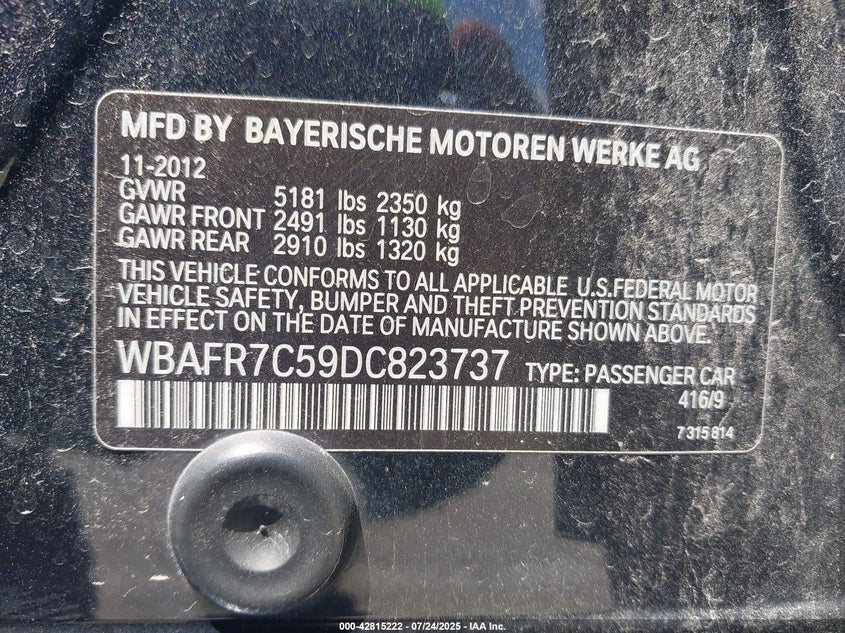 MFD BY BAYERISCHE MOTOREN WERKE AG
11-2012
GVWR 5181 lbs 2350 kg
GAWR FRONT 2491 lbs 1130 kg
GAWR REAR 2910 lbs 1320 kg
THIS VEHICLE CONFORMS TO ALL APPLICABLE U.S.FEDERAL MOTOR
VEHICLE SAFETY, BUMPER AND THEFT PREVENTION STANDARDS
IN EFFECT ON THE DATE OF MANUFACTURE SHOWN ABOVE.
WBAFR7C59DC823737 TYPE: PASSENGER CAR
416/9
7 315 814
000-42815222 - 07/24/2025 - IAA Inc.